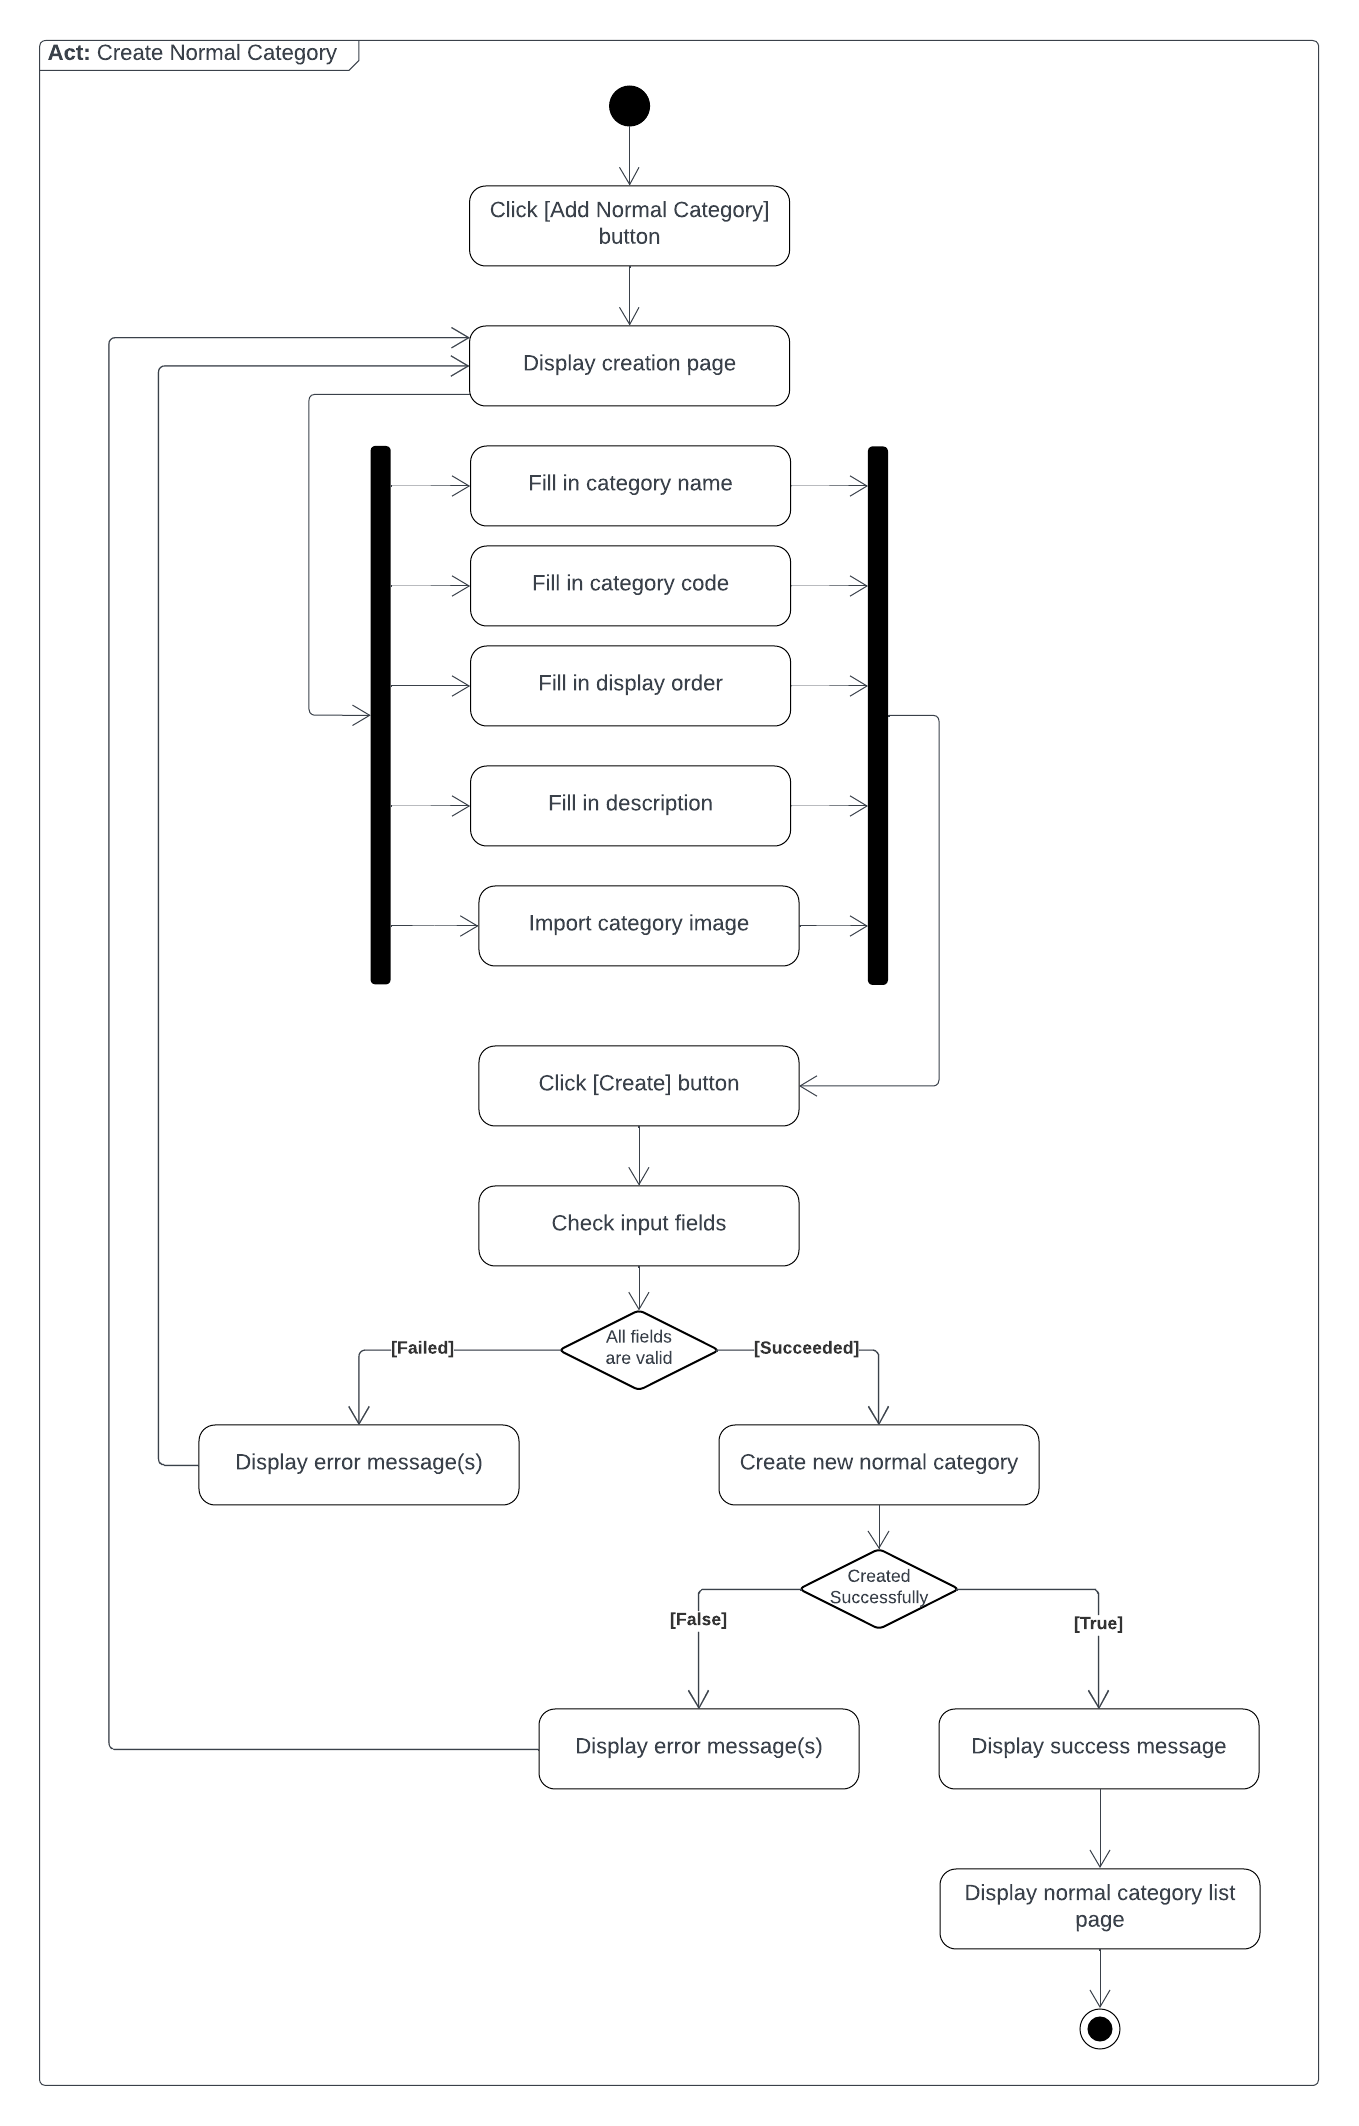 Act: Create Normal Category
Click [Add Normal Category]
button
Display creation page
Fill in category name
Fill in category code
Fill in display order
Fill in description
Import category image
Click [Create] button
Check input fields
All fields
are valid
[Failed]
[Succeeded]
Display error message(s)
Create new normal category
Created
Successfully
[False]
[True]
Display error message(s)
Display success message
Display normal category list
page